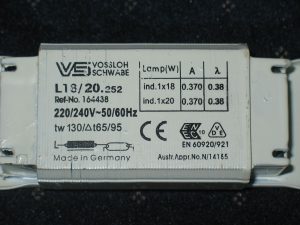 VS VOSSLOH
SCHWABE
L18/20.252
Ref-No. 164438
220/240V~50/60Hz
tw 130/Δt65/95
Made in Germany
Lamp(W) A λ
ind.1x18 0.370 0.38
ind.1x20 0.370 0.38
CE
10
EN 60920/921
Austr.Appr.No.N/14155